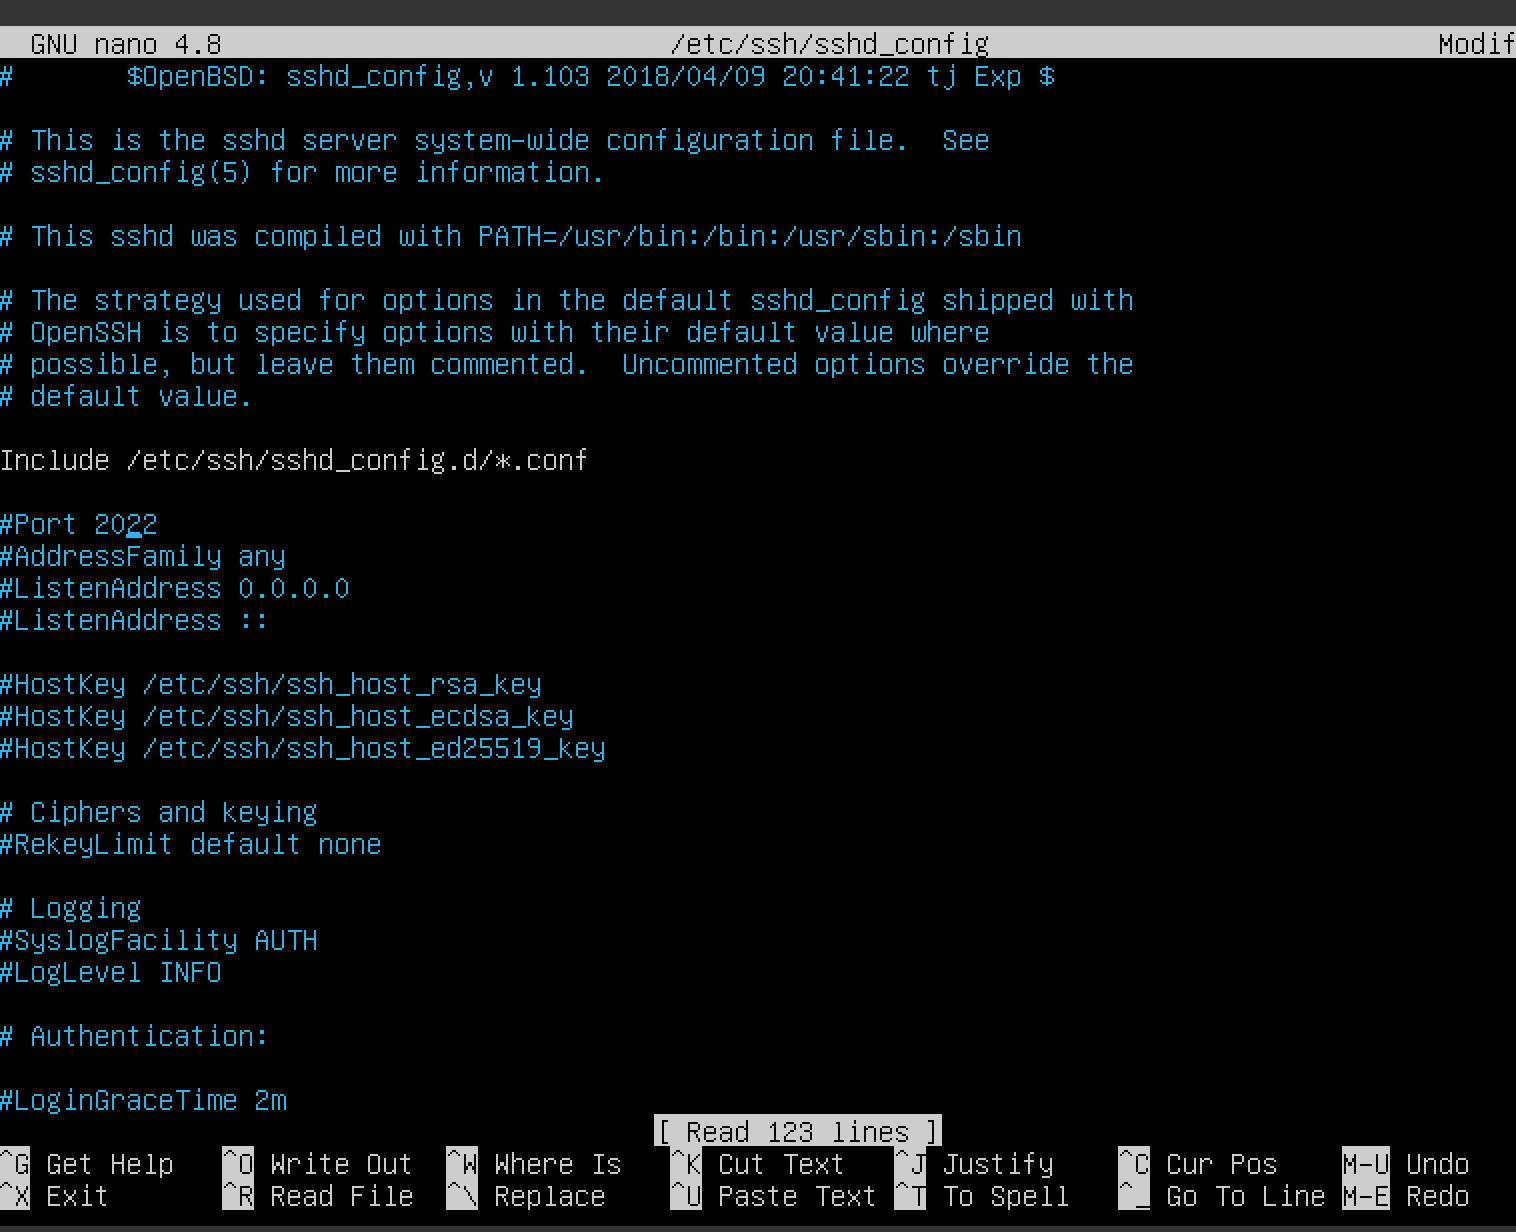 GNU nano 4.8 /etc/ssh/sshd_config Modif
# $OpenBSD: sshd_config,v 1.103 2018/04/09 20:41:22 tj Exp $
# This is the sshd server system-wide configuration file. See
# sshd_config(5) for more information.
# This sshd was compiled with PATH=/usr/bin:/bin:/usr/sbin:/sbin
# The strategy used for options in the default sshd_config shipped with
# OpenSSH is to specify options with their default value where
# possible, but leave them commented. Uncommented options override the
# default value.
Include /etc/ssh/sshd_config.d/*.conf
#Port 2022
#AddressFamily any
#ListenAddress 0.0.0.0
#ListenAddress ::
#HostKey /etc/ssh/ssh_host_rsa_key
#HostKey /etc/ssh/ssh_host_ecdsa_key
#HostKey /etc/ssh/ssh_host_ed25519_key
# Ciphers and keying
#RekeyLimit default none
# Logging
#SyslogFacility AUTH
#LogLevel INFO
# Authentication:
#LoginGraceTime 2m
[ Read 123 lines ]
^G Get Help ^O Write Out ^W Where Is ^K Cut Text ^J Justify ^C Cur Pos M-U Undo
^X Exit ^R Read File ^\ Replace ^U Paste Text ^T To Spell ^_ Go To Line M-E Redo